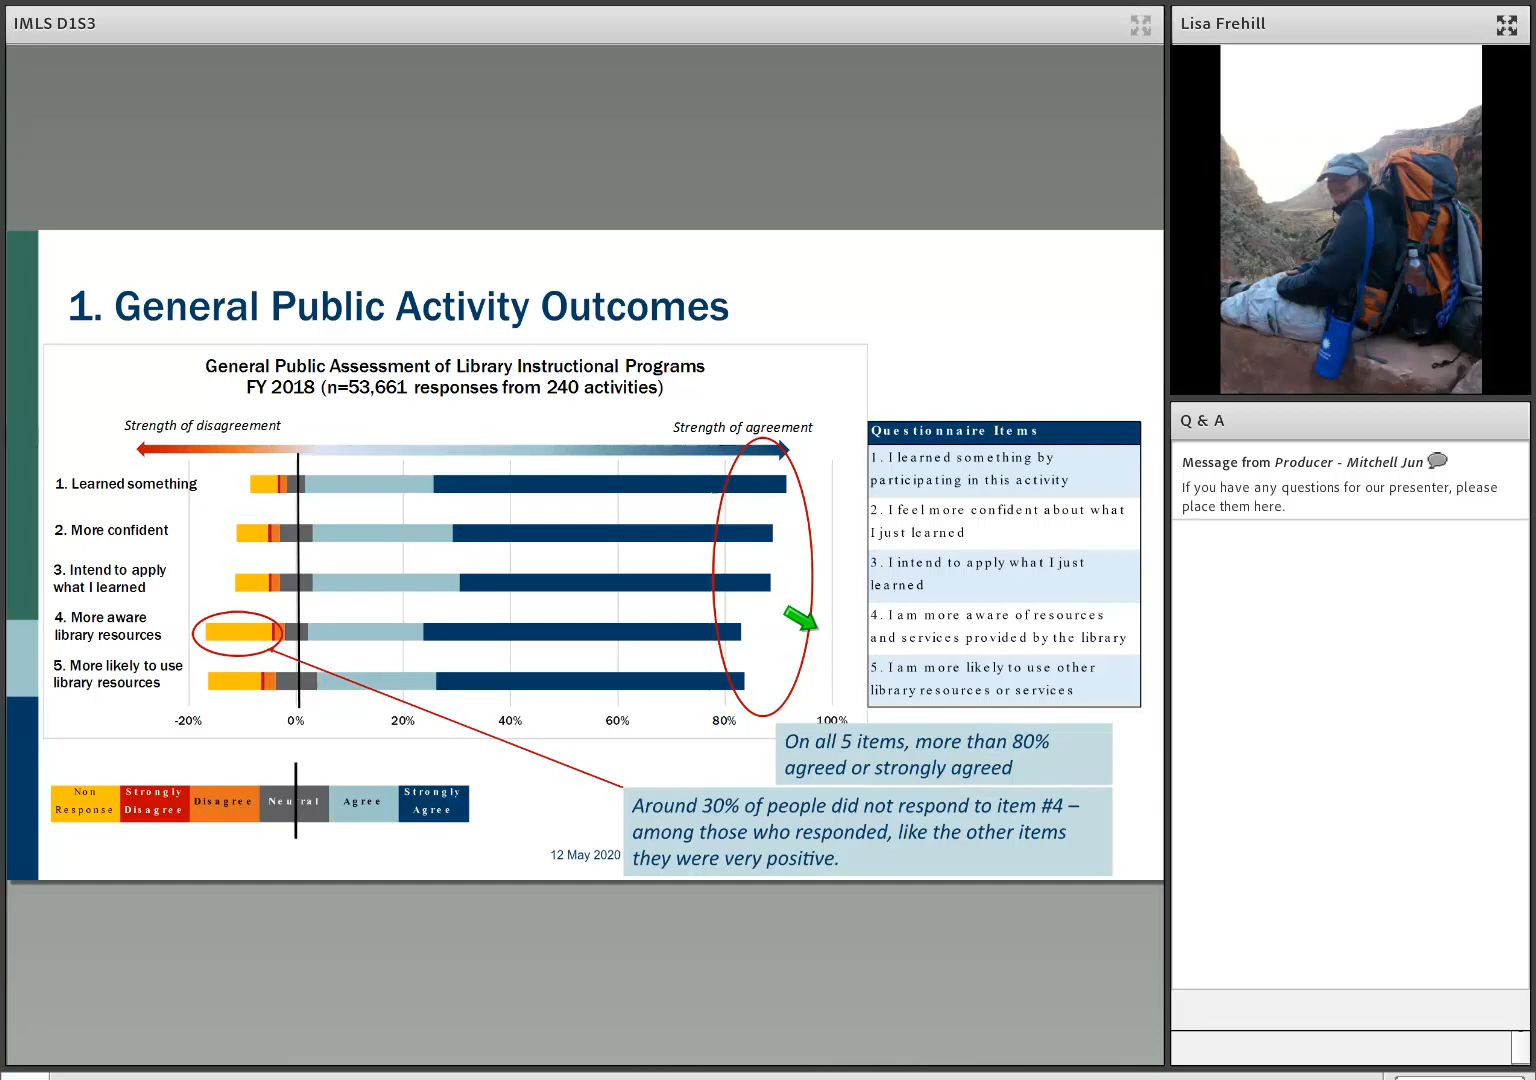 IMLS D1S3
Lisa Frehill
1. General Public Activity Outcomes
General Public Assessment of Library Instructional Programs
FY 2018 (n=53,661 responses from 240 activities)
Strength of disagreement
Strength of agreement
1. Learned something
2. More confident
3. Intend to apply
what I learned
4. More aware
library resources
5. More likely to use
library resources
-20% 0% 20% 40% 60% 80% 100%
Questionnaire Items
1. I learned something by
participating in this activity
2. I feel more confident about what
I just learned
3. I intend to apply what I just
learned
4. I am more aware of resources
and services provided by the library
5. I am more likely to use other
library resources or services
On all 5 items, more than 80%
agreed or strongly agreed
Non
Response
Strongly
Disagree
Disagree
Neutral
Agree
Strongly
Agree
Around 30% of people did not respond to item #4 –
among those who responded, like the other items
they were very positive.
12 May 2020
Q & A
Message from Producer - Mitchell Jun
If you have any questions for our presenter, please
place them here.